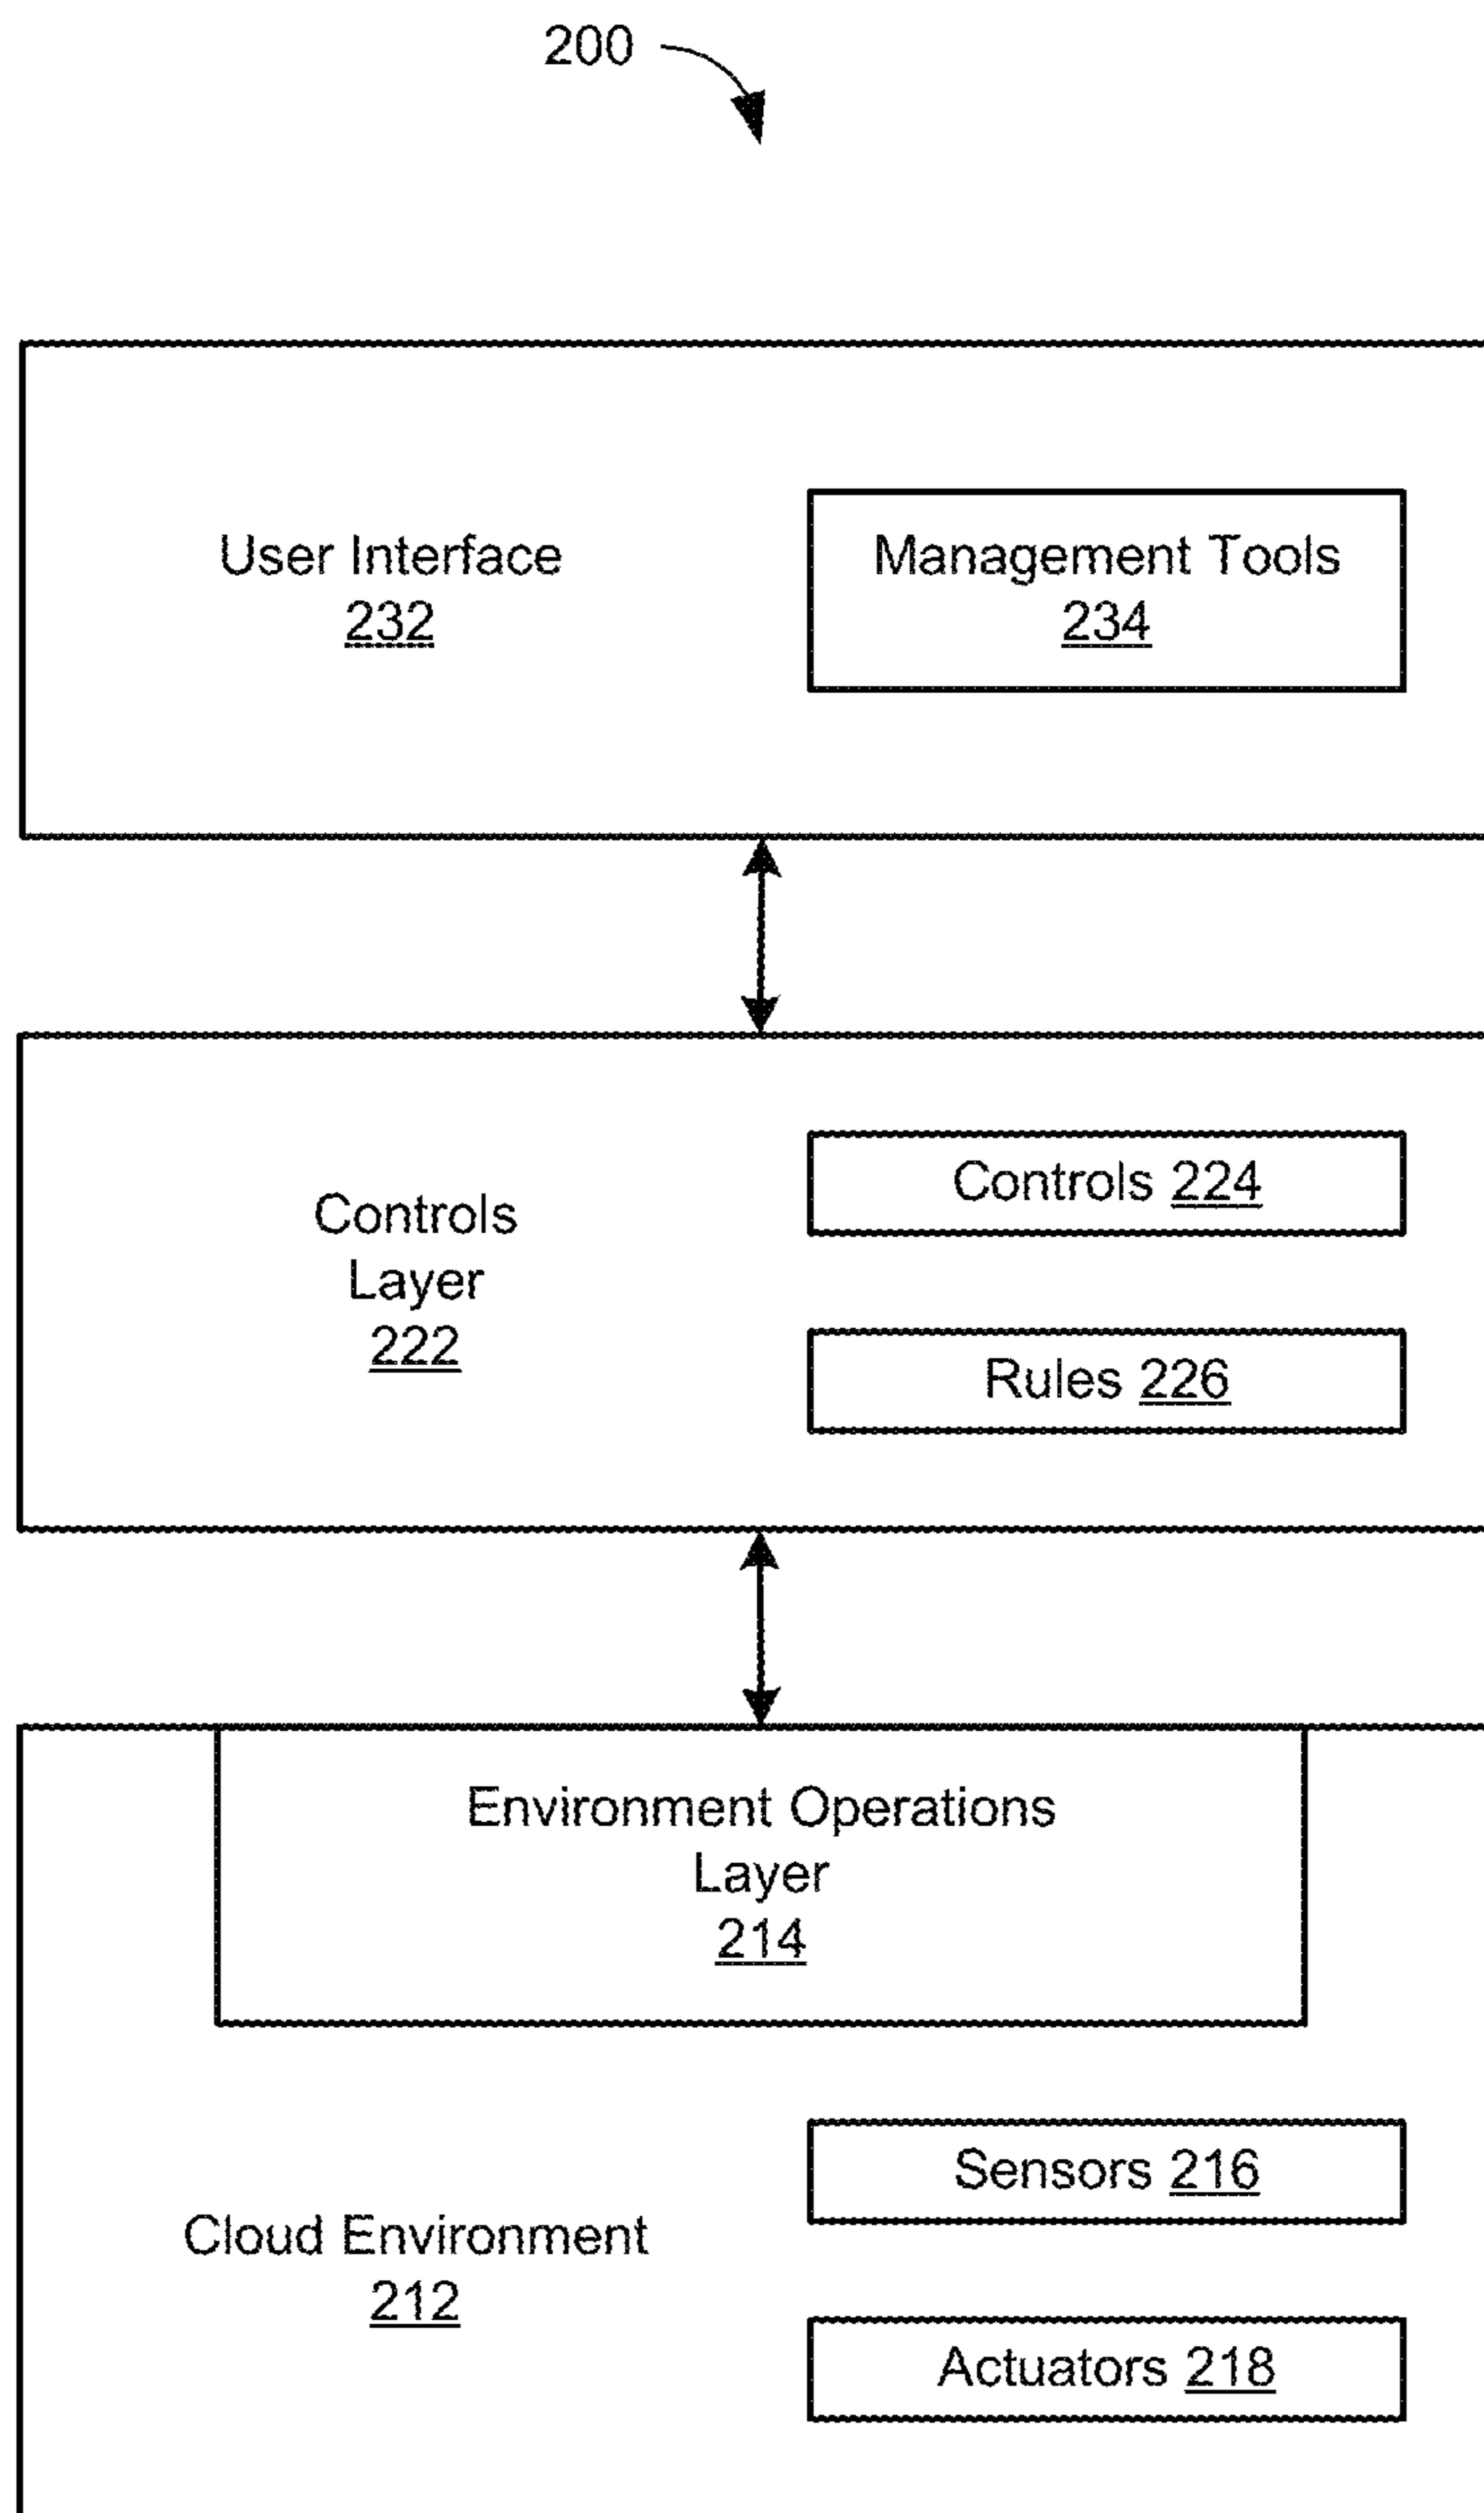 200
User Interface
232
Management Tools
234
Controls
Layer
222
Controls 224
Rules 226
Environment Operations
Layer
214
Cloud Environment
212
Sensors 216
Actuators 218